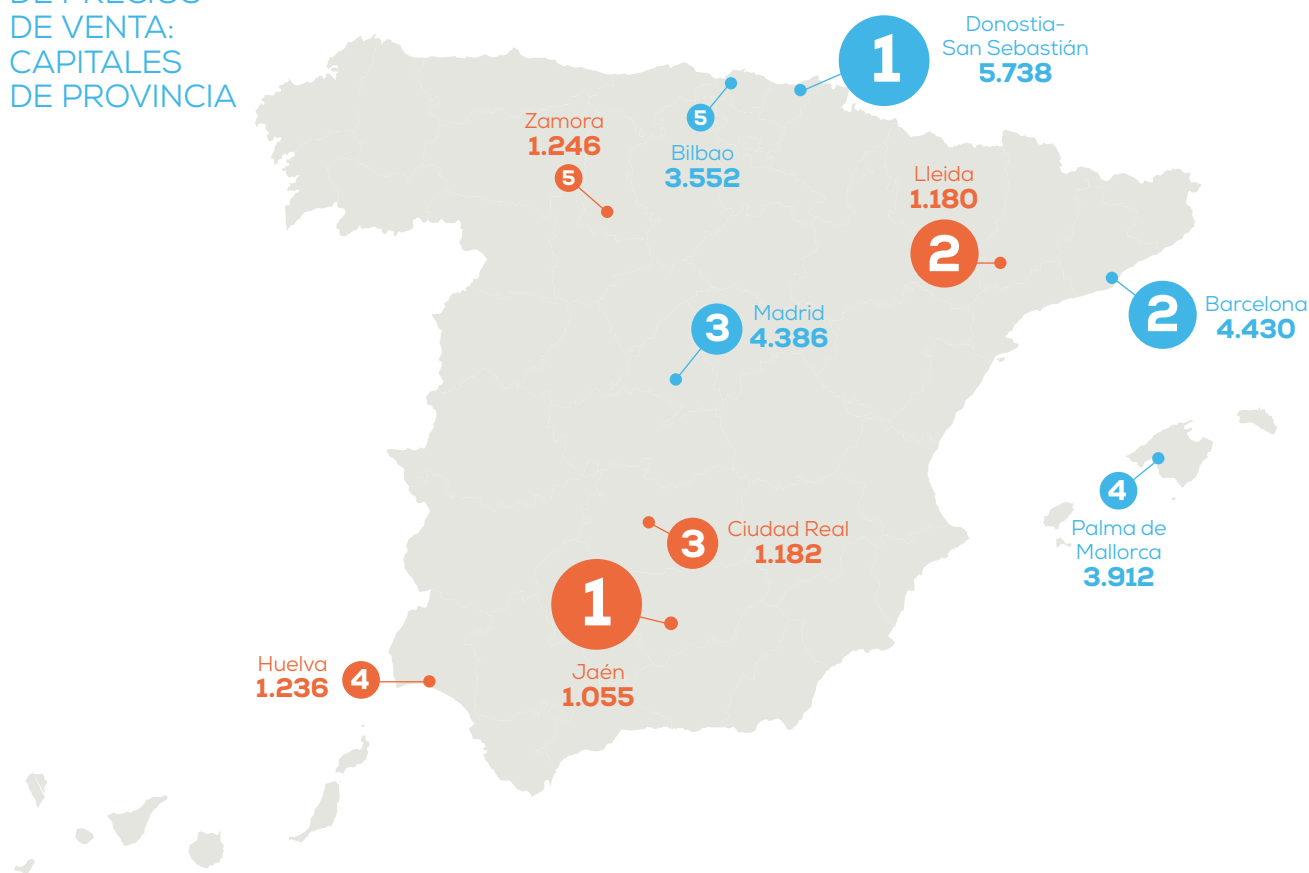 DE PRECIOS
DE VENTA:
CAPITALES
DE PROVINCIA
1
Donostia-
San Sebastián
5.738
5
Bilbao
3.552
Zamora
1.246
5
Lleida
1.180
2
2
Barcelona
4.430
3
Madrid
4.386
4
Palma de
Mallorca
3.912
3
Ciudad Real
1.182
1
Jaén
1.055
Huelva
1.236
4